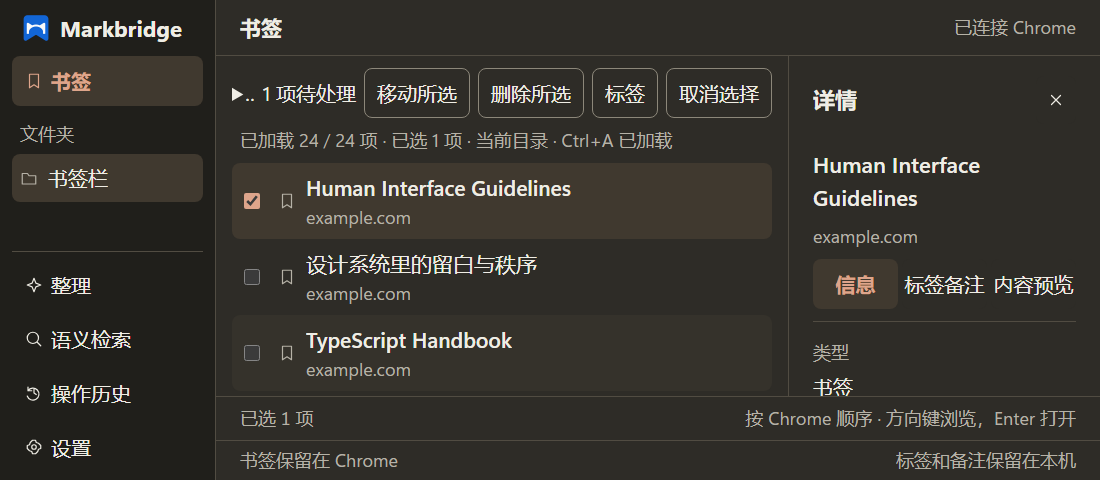 Markbridge
书签
文件夹
书签栏
整理
语义检索
操作历史
设置
书签
已连接 Chrome
▶.. 1 项待处理 移动所选 删除所选 标签 取消选择
已加载 24 / 24 项 · 已选 1 项 · 当前目录 · Ctrl+A 已加载
Human Interface Guidelines
example.com
设计系统里的留白与秩序
example.com
TypeScript Handbook
example.com
详情
Human Interface
Guidelines
example.com
信息 标签备注 内容预览
类型
书签
已选 1 项
按 Chrome 顺序 · 方向键浏览，Enter 打开
书签保留在 Chrome
标签和备注保留在本机